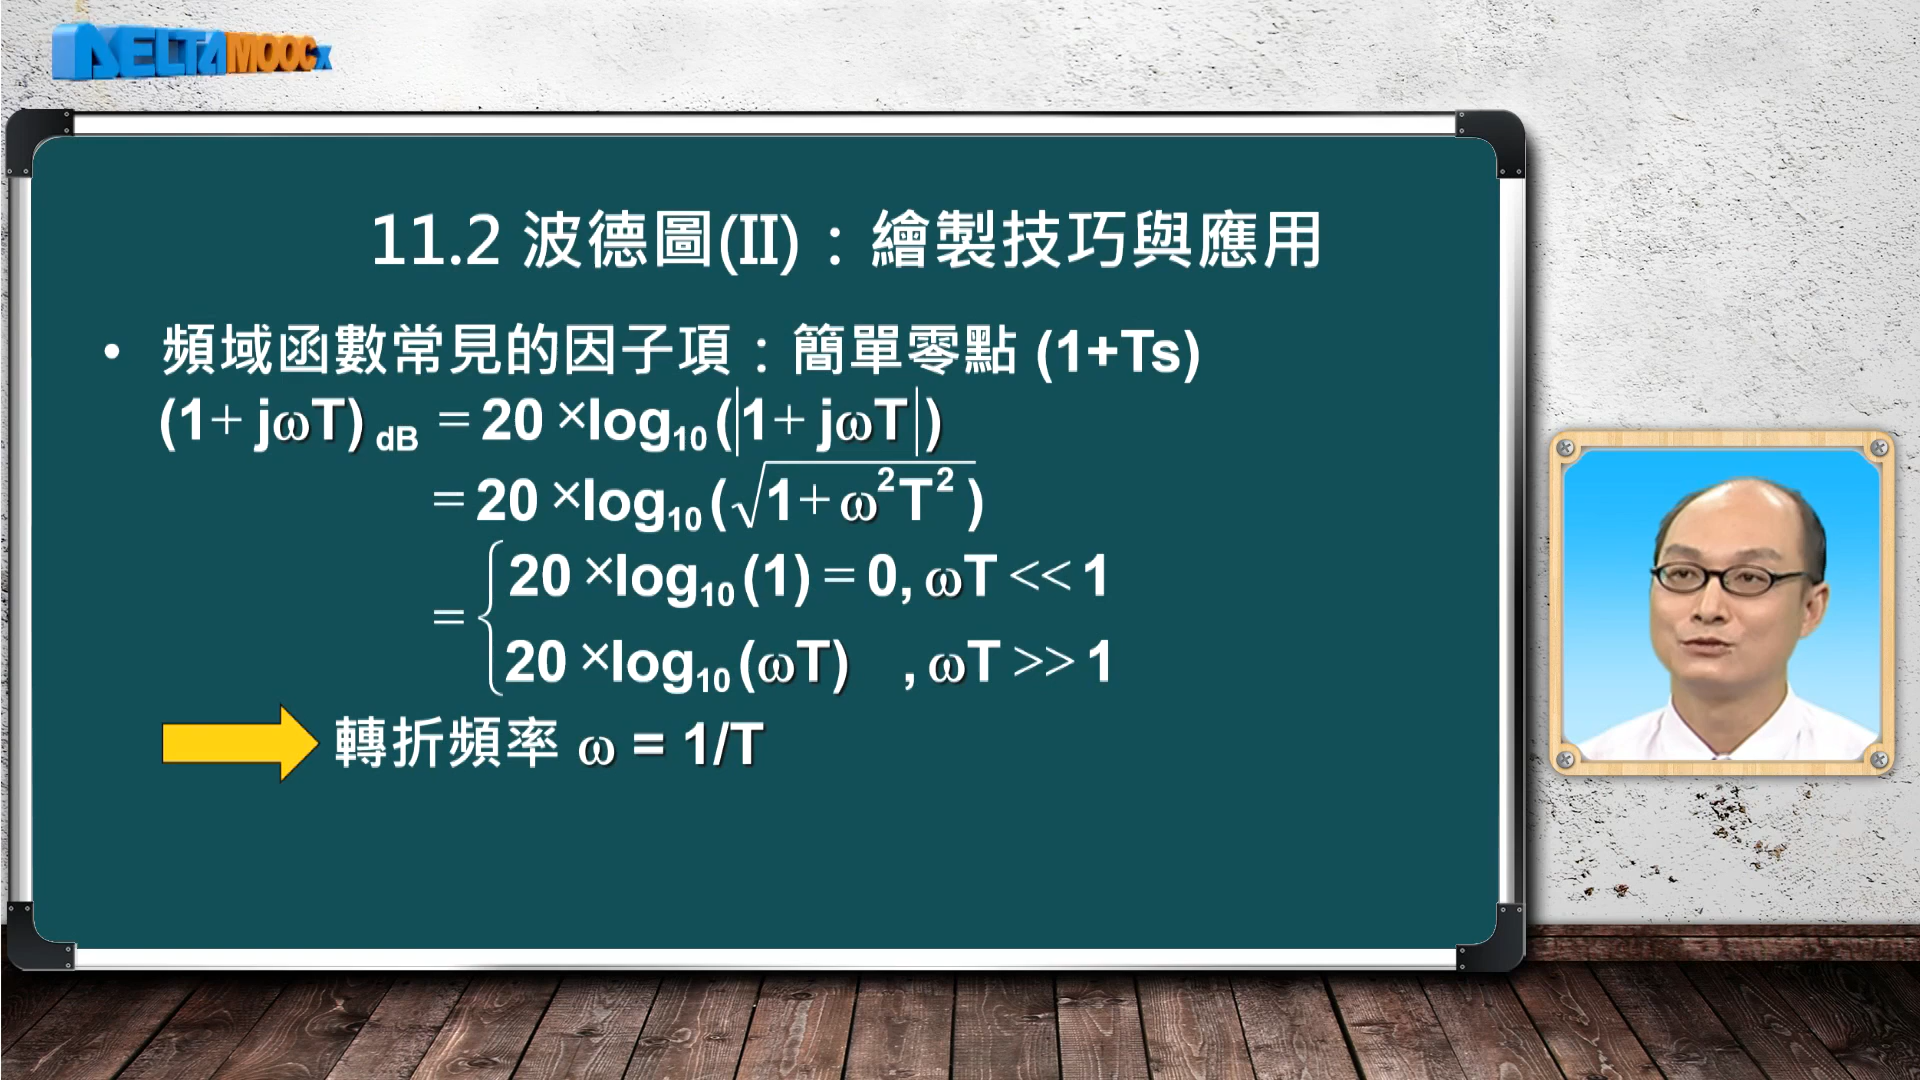 DELTAMOOCx
11.2 波德圖(II)：繪製技巧與應用
• 頻域函數常見的因子項：簡單零點 (1+Ts)
(1+ jωT) dB = 20 ×log10 (|1+ jωT|)
= 20 ×log10 (√1+ω²T²)
= { 20 ×log10 (1) = 0, ωT << 1
20 ×log10 (ωT) , ωT >> 1
轉折頻率 ω = 1/T